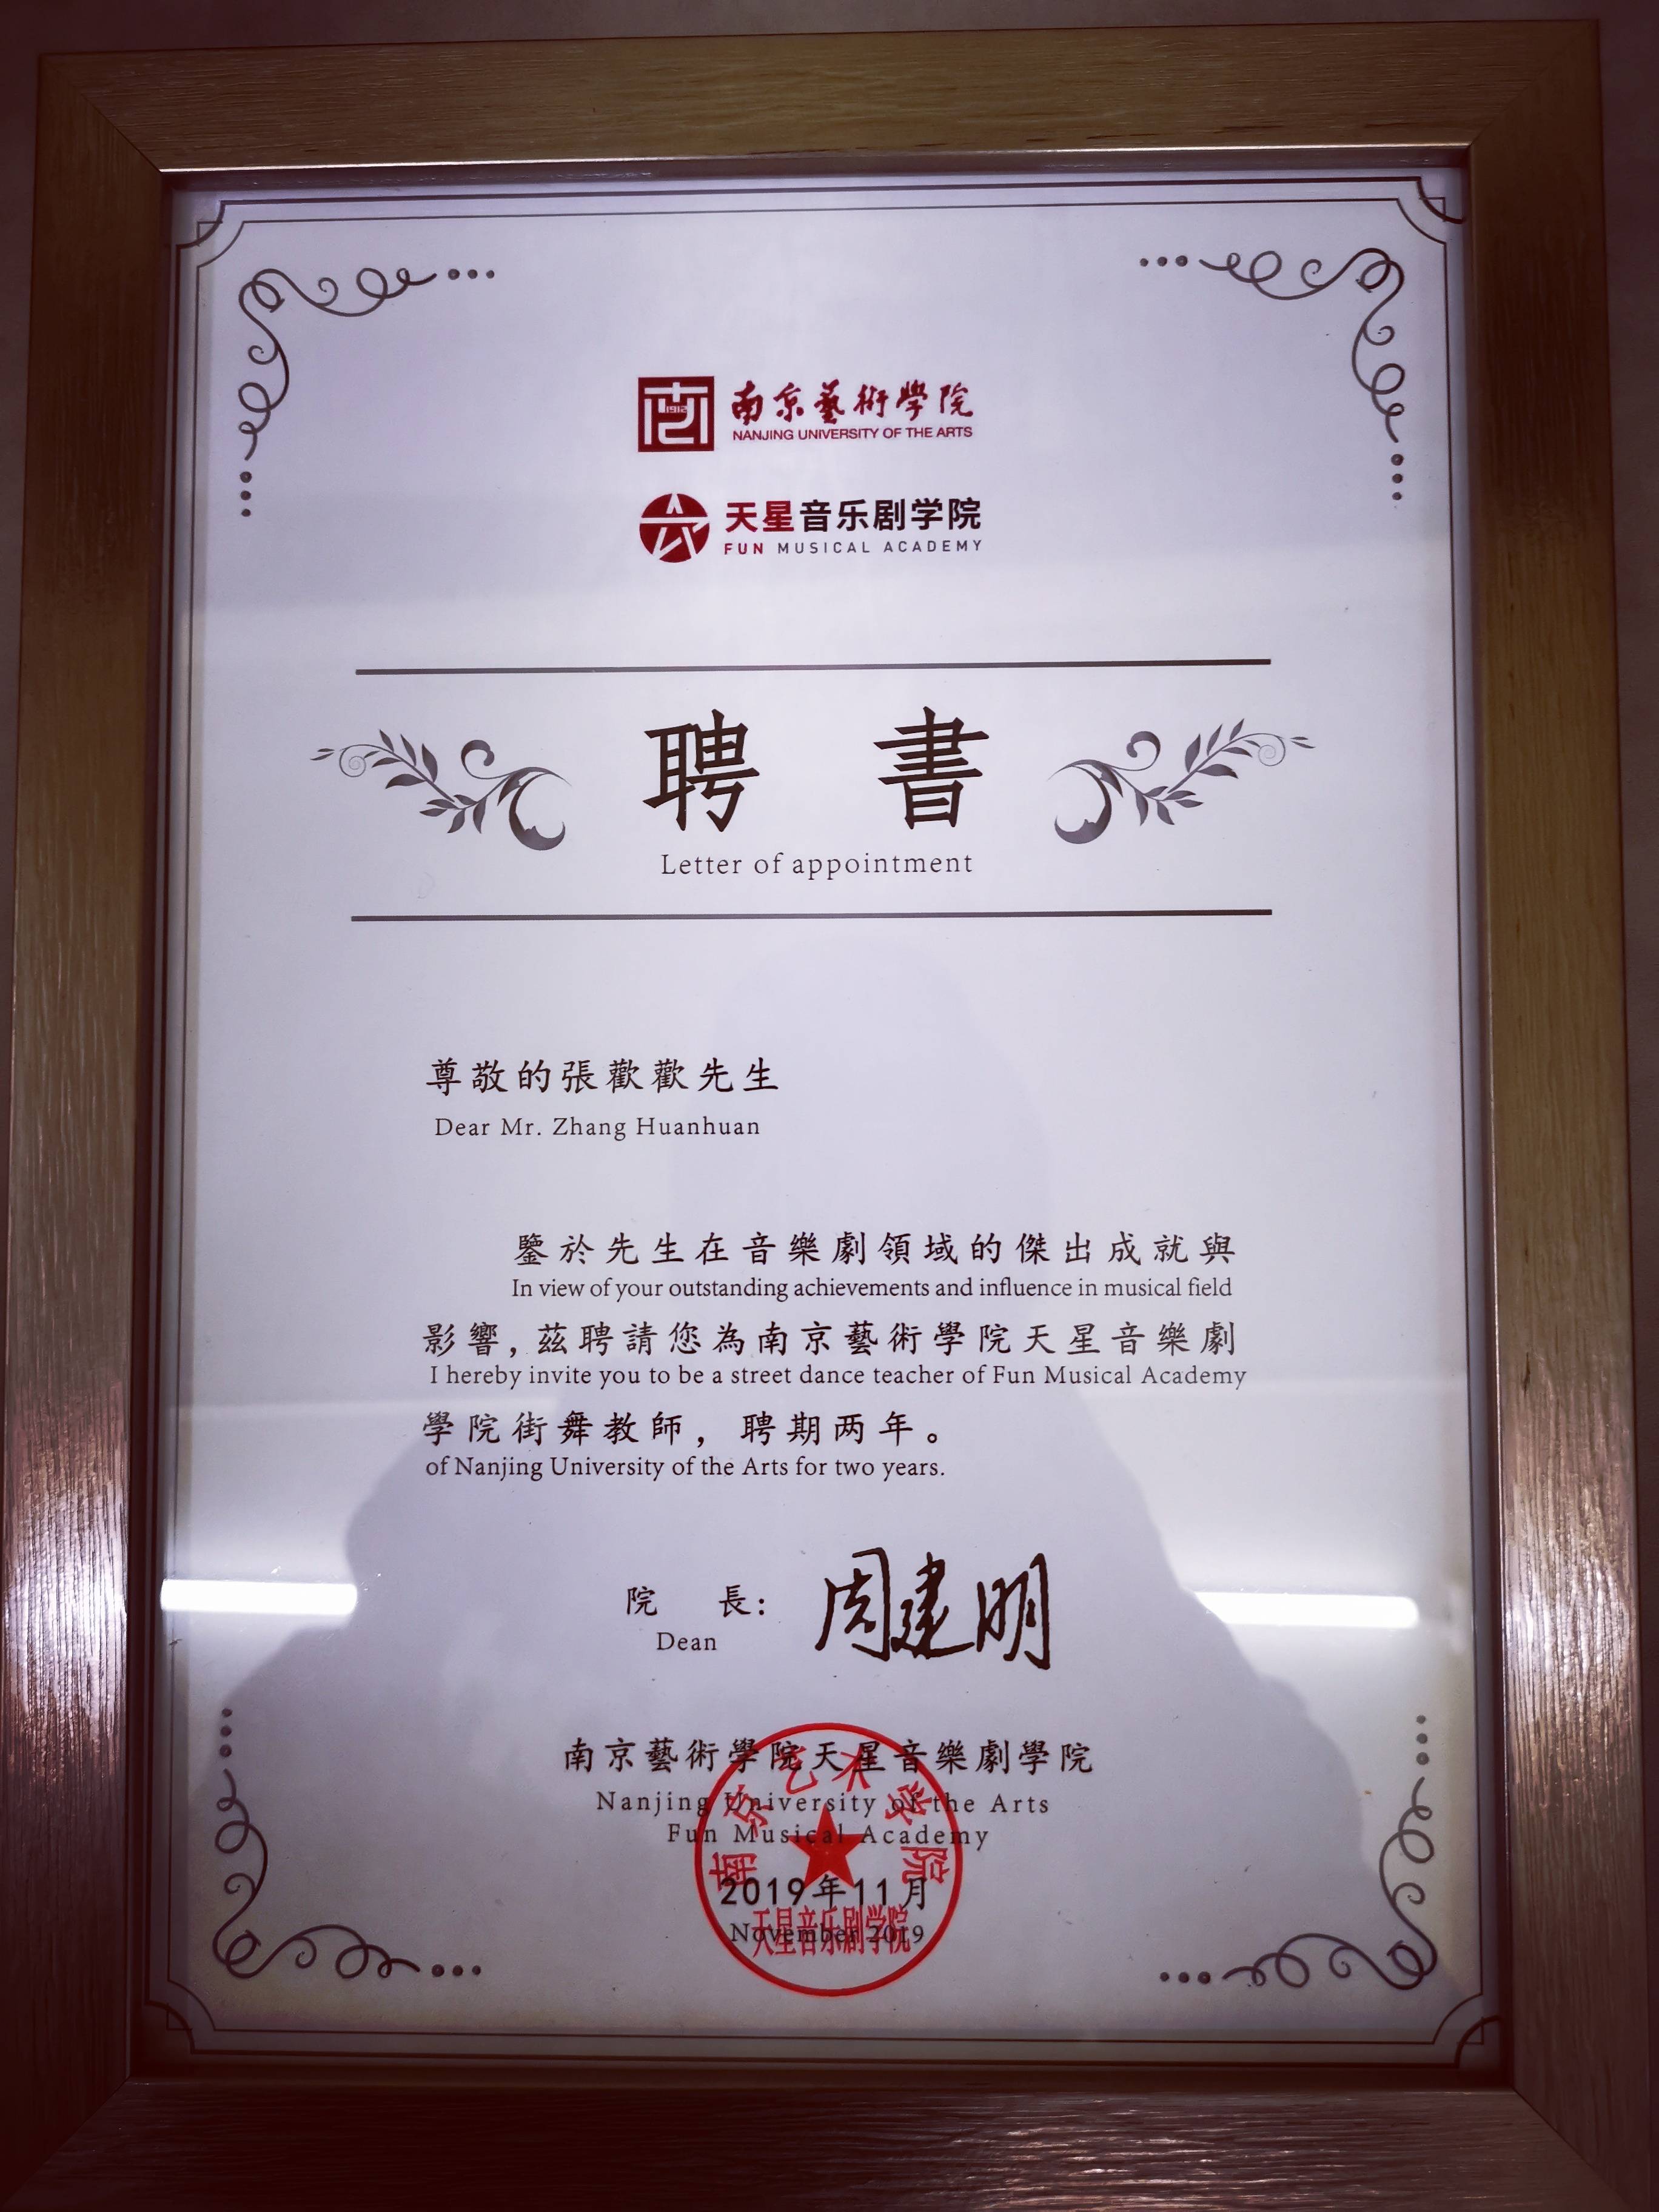 南京藝術學院
NANJING UNIVERSITY OF THE ARTS
1912
天星音乐剧学院
FUN MUSICAL ACADEMY
聘 書
Letter of appointment
尊敬的張歡歡先生
Dear Mr. Zhang Huanhuan
鑒於先生在音樂劇領域的傑出成就與
In view of your outstanding achievements and influence in musical field
影響，茲聘請您為南京藝術學院天星音樂劇
I hereby invite you to be a street dance teacher of Fun Musical Academy
學院街舞教師，聘期两年。
of Nanjing University of the Arts for two years.
院 長： 周建明
Dean
南京藝術學院天星音樂劇學院
Nanjing University of the Arts
Fun Musical Academy
2019年11月
November 2019
南京艺术学院
天星音乐剧学院